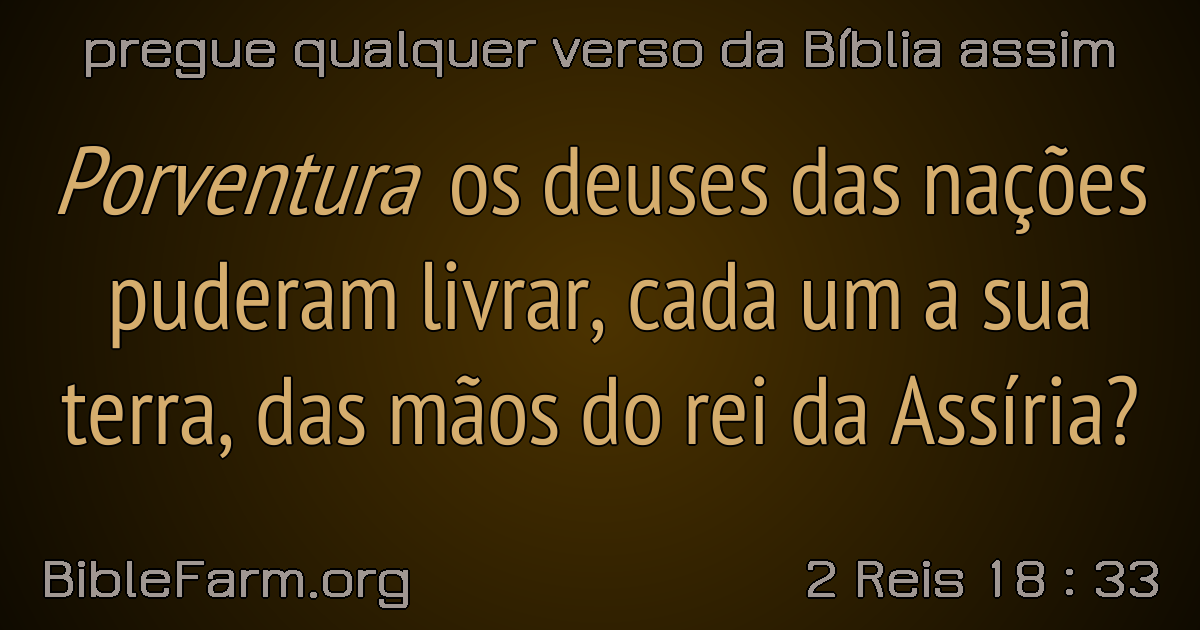 pregue qualquer verso da Bíblia assim
Porventura os deuses das nações
puderam livrar, cada um a sua
terra, das mãos do rei da Assíria?
BibleFarm.org
2 Reis 18 : 33